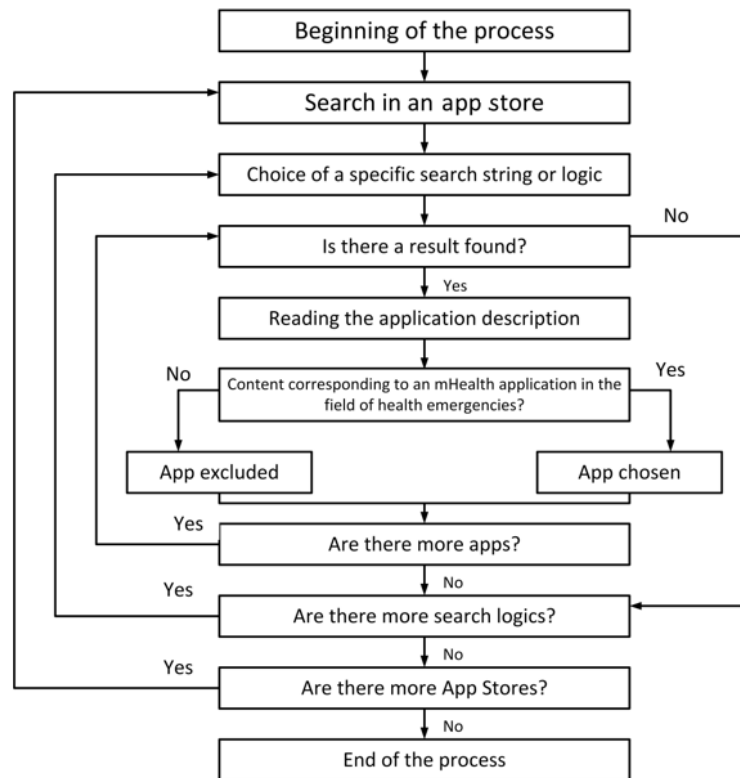 Beginning of the process
Search in an app store
Choice of a specific search string or logic
No
Is there a result found?
Yes
Reading the application description
No
Content corresponding to an mHealth application in the
field of health emergencies?
Yes
App excluded
App chosen
Yes
Are there more apps?
No
Yes
Are there more search logics?
No
Yes
Are there more App Stores?
No
End of the process